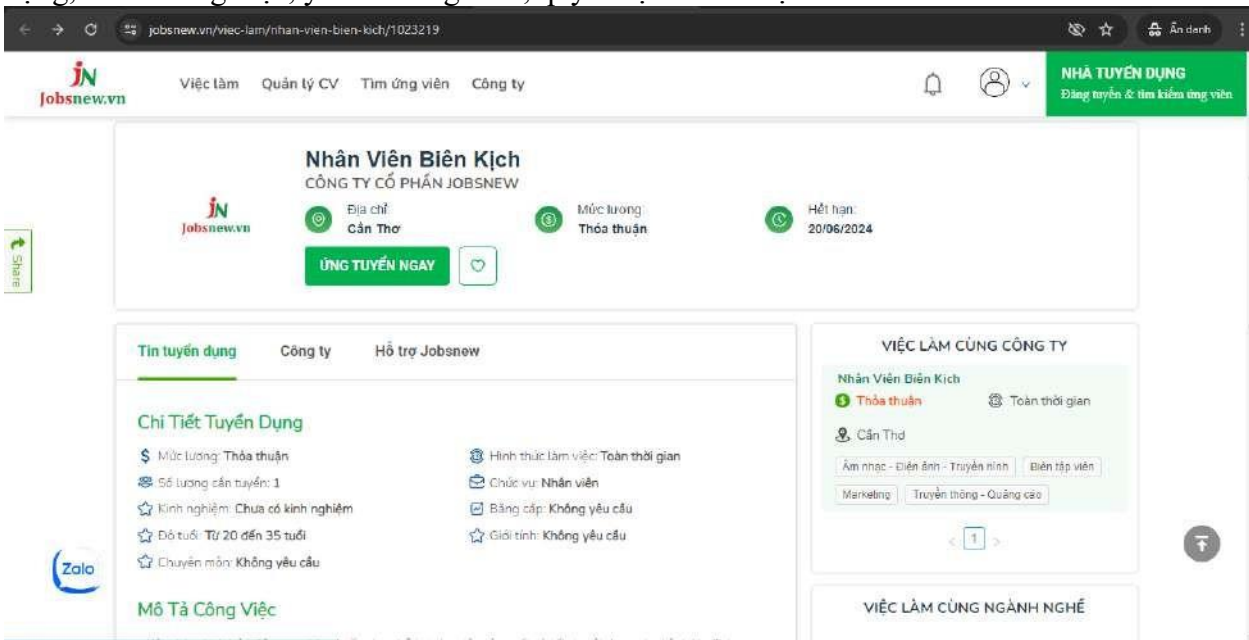 jobsnew.vn/viec-lam/nhan-vien-bien-kich/1023219
Ẩn danh
jN
Jobsnew.vn
Việc làm Quản lý CV Tìm ứng viên Công ty
NHÀ TUYỂN DỤNG
Đăng tuyển & tìm kiếm ứng viên
Nhân Viên Biên Kịch
CÔNG TY CỔ PHẦN JOBSNEW
jN
Jobsnew.vn
Địa chỉ:
Cần Thơ
Mức lương:
Thỏa thuận
Hết hạn:
20/06/2024
ỨNG TUYỂN NGAY
Share
Tin tuyển dụng Công ty Hỗ trợ Jobsnew
Chi Tiết Tuyển Dụng
Mức lương: Thỏa thuận
Hình thức làm việc: Toàn thời gian
Số lượng cần tuyển: 1
Chức vụ: Nhân viên
Kinh nghiệm: Chưa có kinh nghiệm
Bằng cấp: Không yêu cầu
Độ tuổi: Từ 20 đến 35 tuổi
Giới tính: Không yêu cầu
Chuyên môn: Không yêu cầu
Mô Tả Công Việc
Zalo
VIỆC LÀM CÙNG CÔNG TY
Nhân Viên Biên Kịch
Thỏa thuận Toàn thời gian
Cần Thơ
Âm nhạc - Điện ảnh - Truyền hình Biên tập viên
Marketing Truyền thông - Quảng cáo
< 1 >
VIỆC LÀM CÙNG NGÀNH NGHỀ